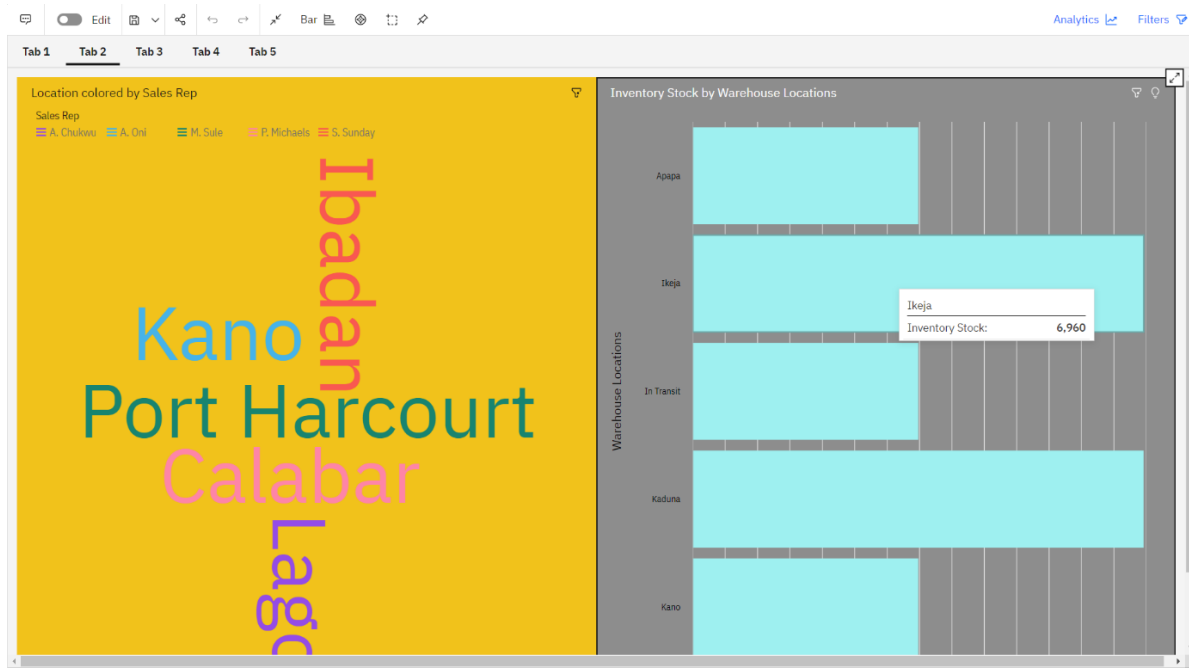 Edit
Bar
Analytics
Filters
Tab 1 Tab 2 Tab 3 Tab 4 Tab 5
Location colored by Sales Rep
Sales Rep
A. Chukwu A. Oni M. Sule P. Michaels S. Sunday
Ibadan
Kano
Port Harcourt
Calabar
Inventory Stock by Warehouse Locations
Warehouse Locations
Apapa
Ikeja
Ikeja
Inventory Stock: 6,960
In Transit
Kaduna
Kano